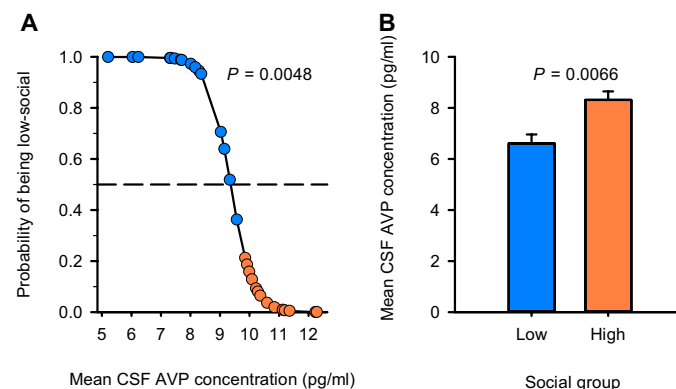 A
Probability of being low-social
1.0
0.8
0.6
0.4
0.2
0.0
P = 0.0048
5 6 7 8 9 10 11 12
Mean CSF AVP concentration (pg/ml)
B
Mean CSF AVP concentration (pg/ml)
10
8
6
4
2
0
P = 0.0066
Low High
Social group